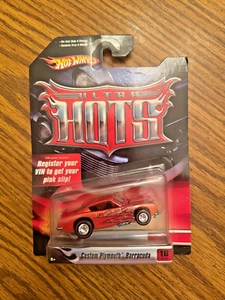 HOT WHEELS
ULTRA
HOTS
Register your
VIN to get your
pink slip!
Custom Plymouth Barracuda